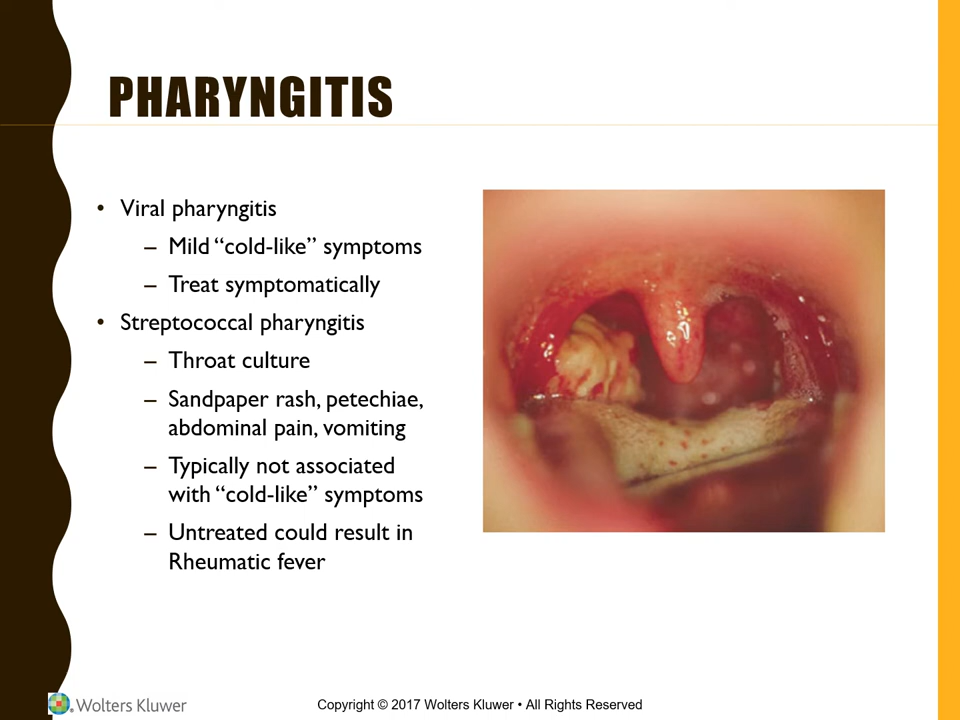 PHARYNGITIS
• Viral pharyngitis
– Mild “cold-like” symptoms
– Treat symptomatically
• Streptococcal pharyngitis
– Throat culture
– Sandpaper rash, petechiae,
abdominal pain, vomiting
– Typically not associated
with “cold-like” symptoms
– Untreated could result in
Rheumatic fever
Wolters Kluwer
Copyright © 2017 Wolters Kluwer • All Rights Reserved